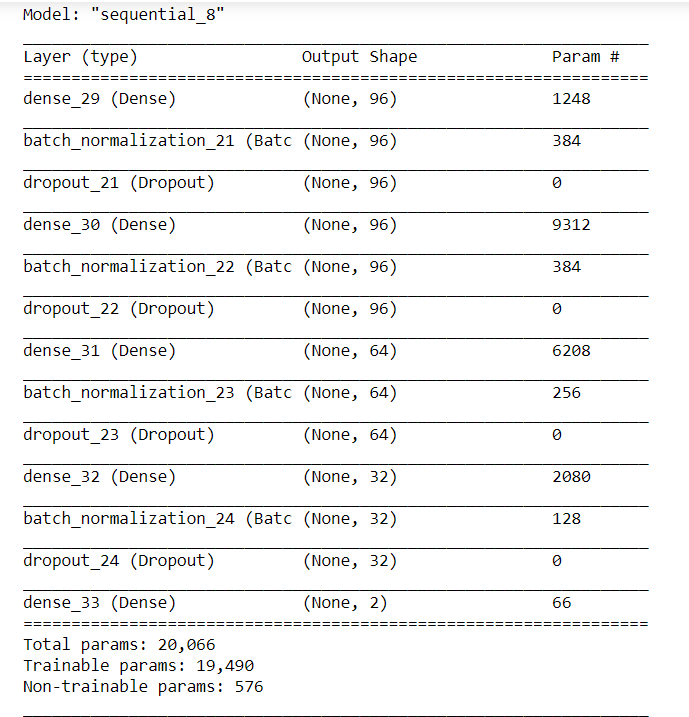 Model: "sequential_8"
Layer (type) Output Shape Param #
dense_29 (Dense) (None, 96) 1248
batch_normalization_21 (Batc (None, 96) 384
dropout_21 (Dropout) (None, 96) 0
dense_30 (Dense) (None, 96) 9312
batch_normalization_22 (Batc (None, 96) 384
dropout_22 (Dropout) (None, 96) 0
dense_31 (Dense) (None, 64) 6208
batch_normalization_23 (Batc (None, 64) 256
dropout_23 (Dropout) (None, 64) 0
dense_32 (Dense) (None, 32) 2080
batch_normalization_24 (Batc (None, 32) 128
dropout_24 (Dropout) (None, 32) 0
dense_33 (Dense) (None, 2) 66
Total params: 20,066
Trainable params: 19,490
Non-trainable params: 576